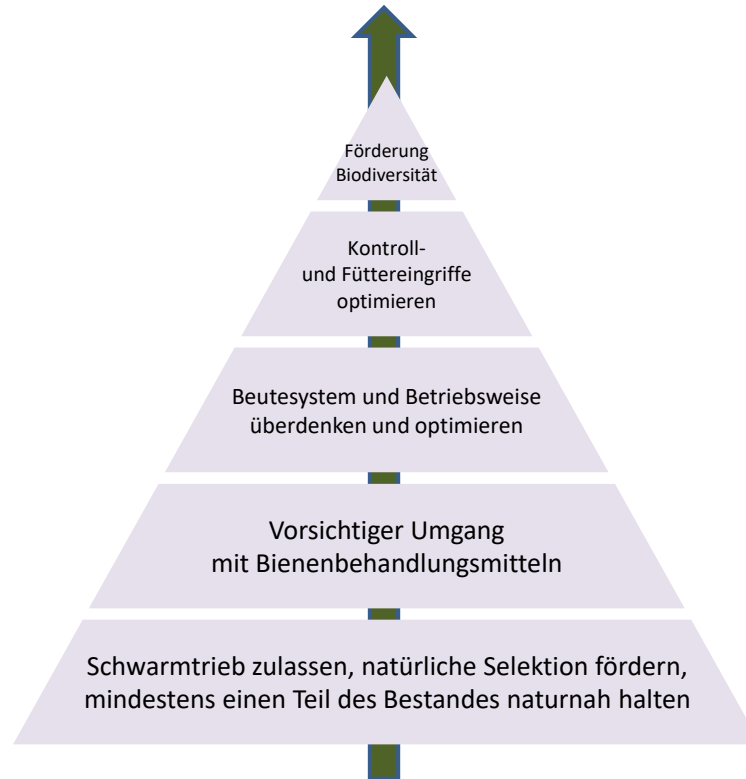 Förderung
Biodiversität
Kontroll-
und Füttereingriffe
optimieren
Beutesystem und Betriebsweise
überdenken und optimieren
Vorsichtiger Umgang
mit Bienenbehandlungsmitteln
Schwarmtrieb zulassen, natürliche Selektion fördern,
mindestens einen Teil des Bestandes naturnah halten